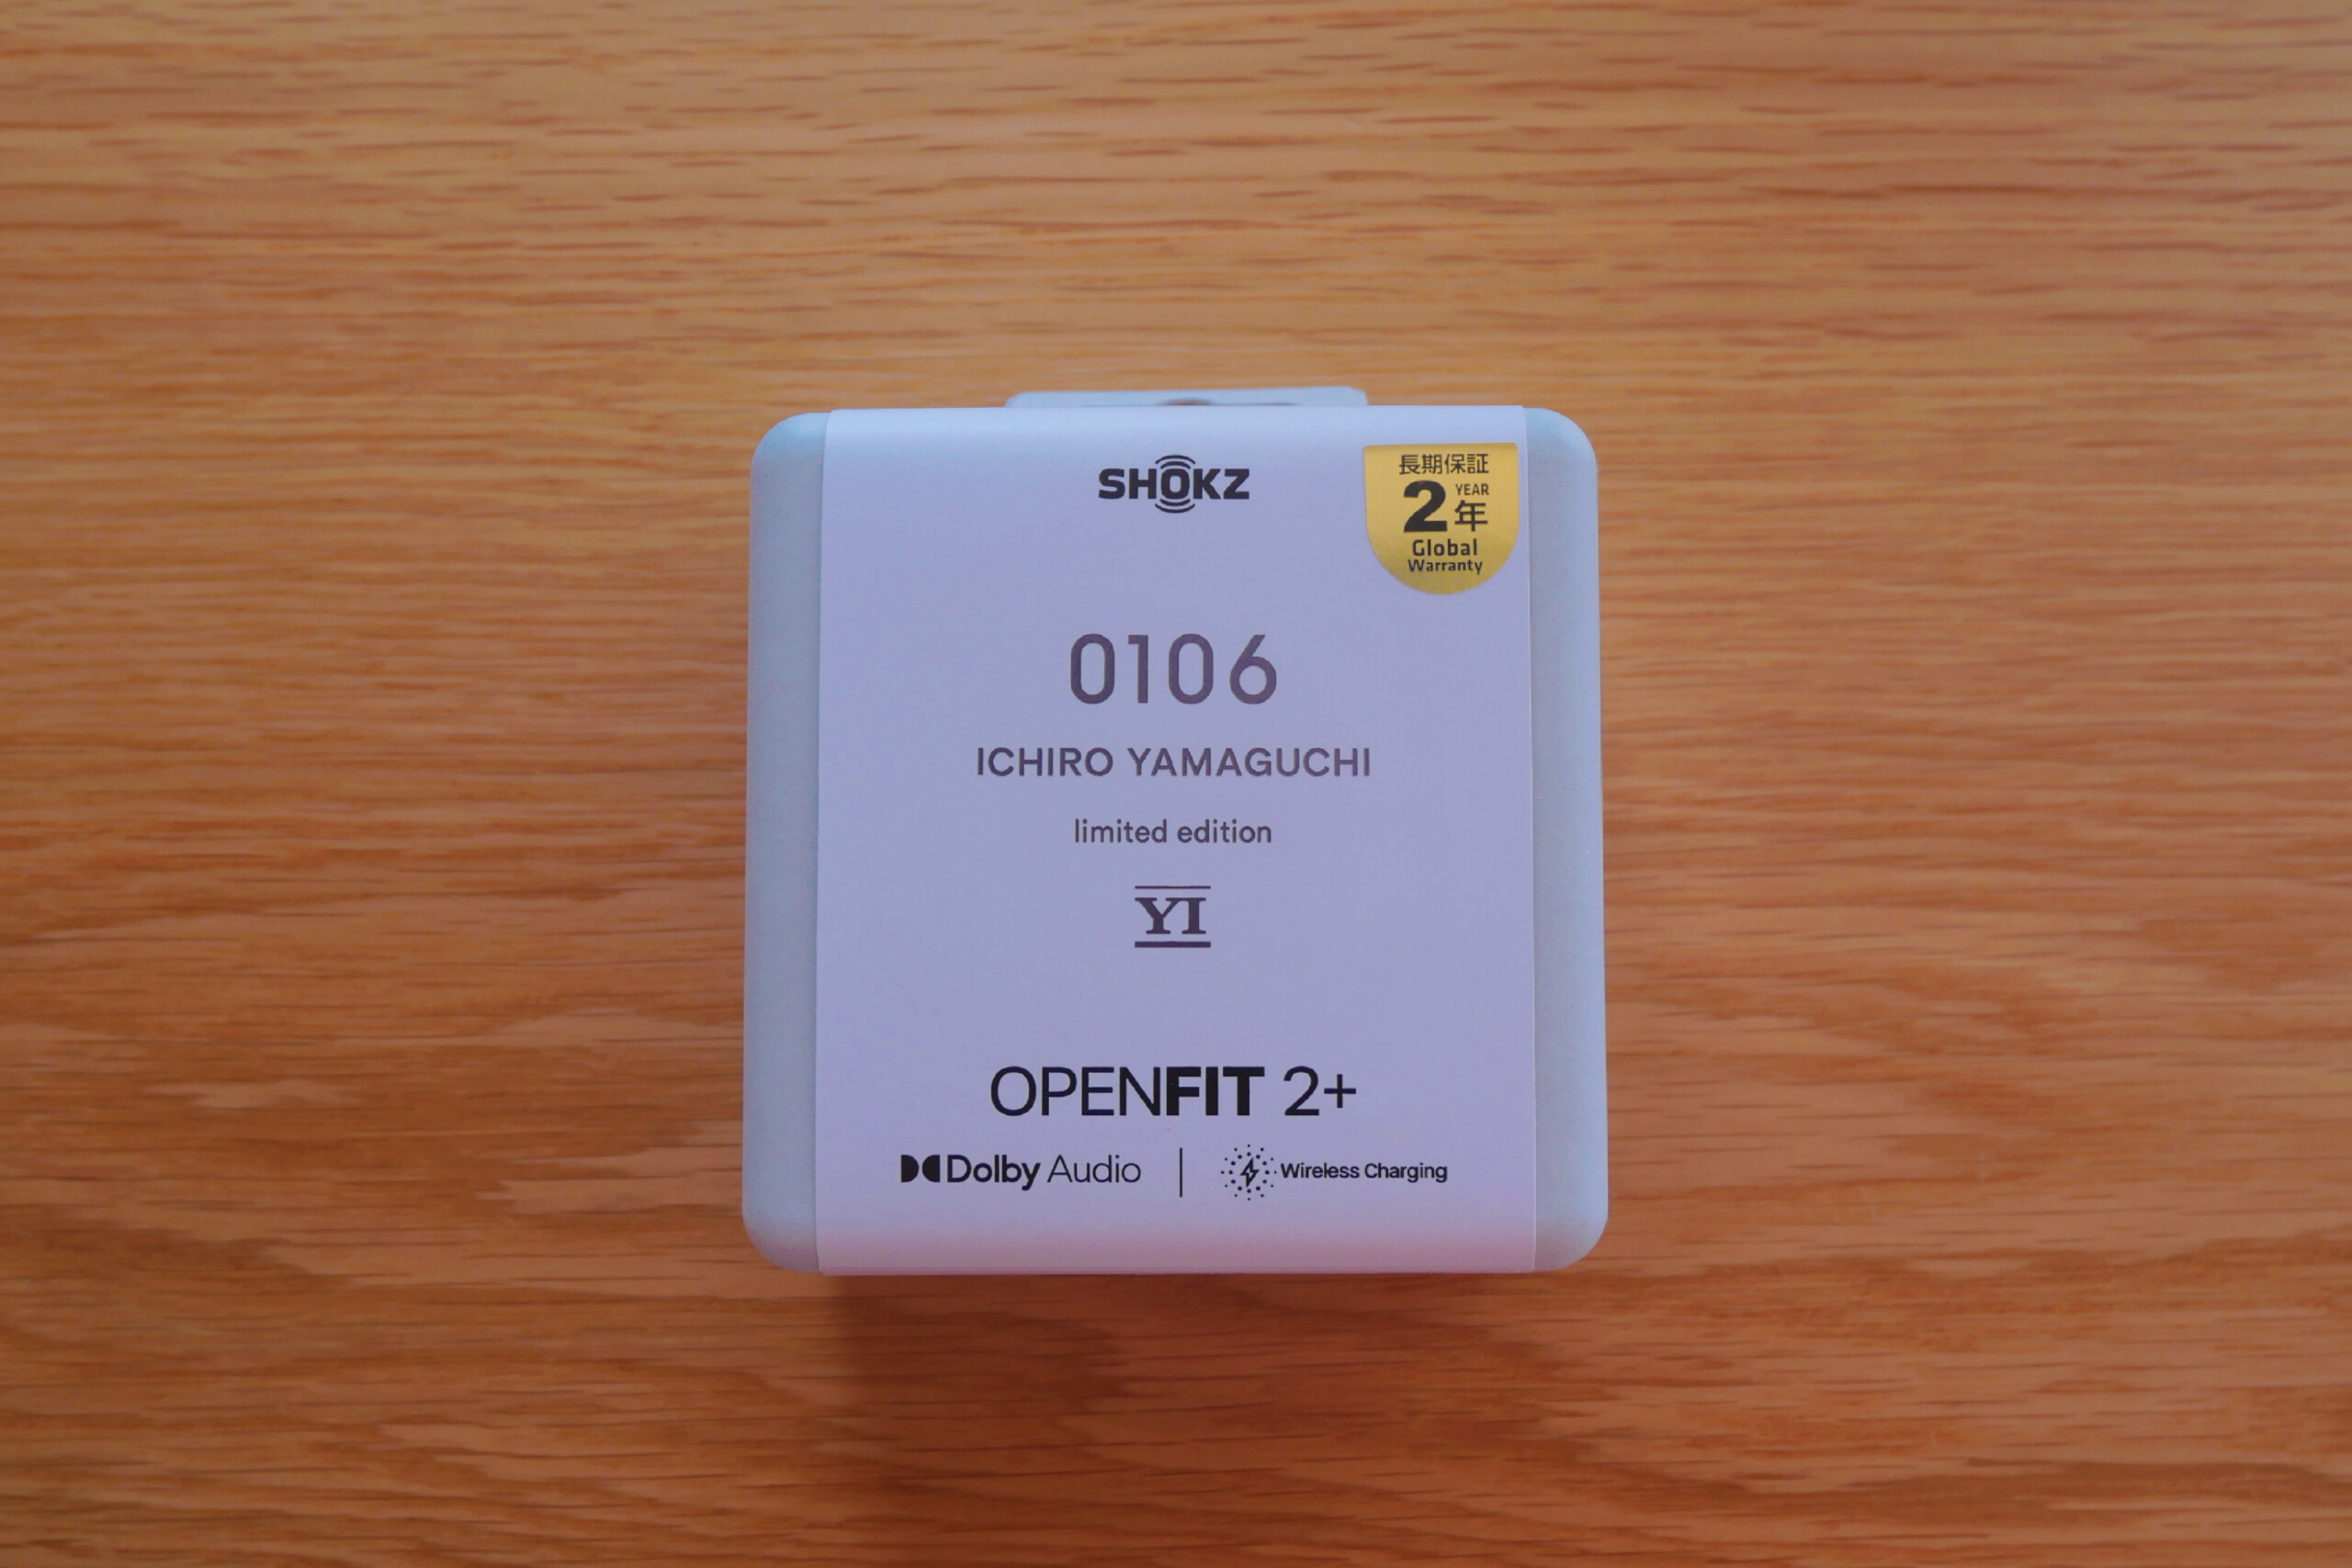 SHOKZ
長期保証
2 YEAR
年
Global
Warranty
0106
ICHIRO YAMAGUCHI
limited edition
YI
OPENFIT 2+
Dolby Audio | Wireless Charging